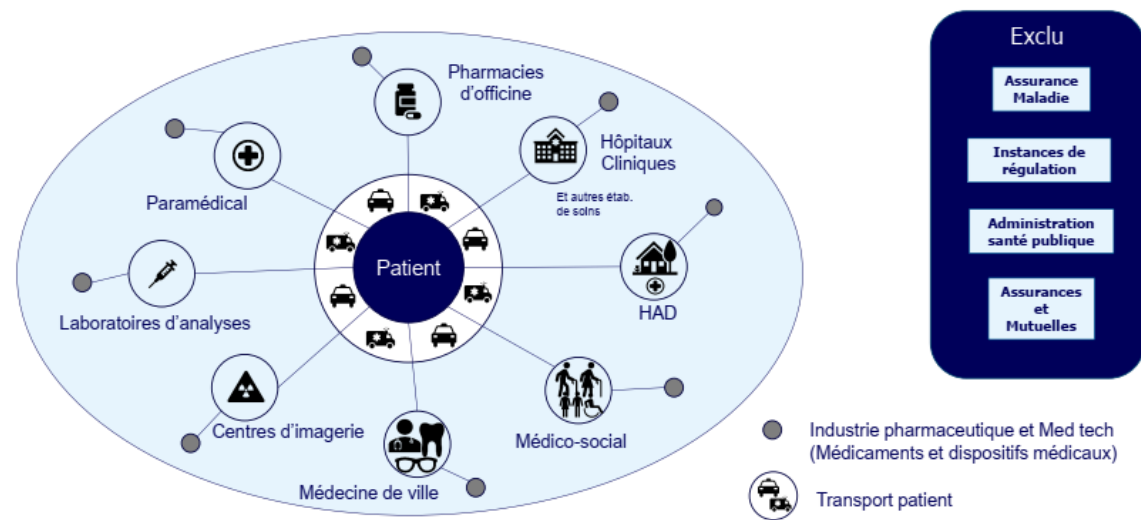 Pharmacies
d'officine
Hôpitaux
Cliniques
Et autres étab.
de soins
Paramédical
Patient
HAD
Laboratoires d'analyses
Centres d'imagerie
Médico-social
Médecine de ville
Exclu
Assurance
Maladie
Instances de
régulation
Administration
santé publique
Assurances
et
Mutuelles
Industrie pharmaceutique et Med tech
(Médicaments et dispositifs médicaux)
Transport patient